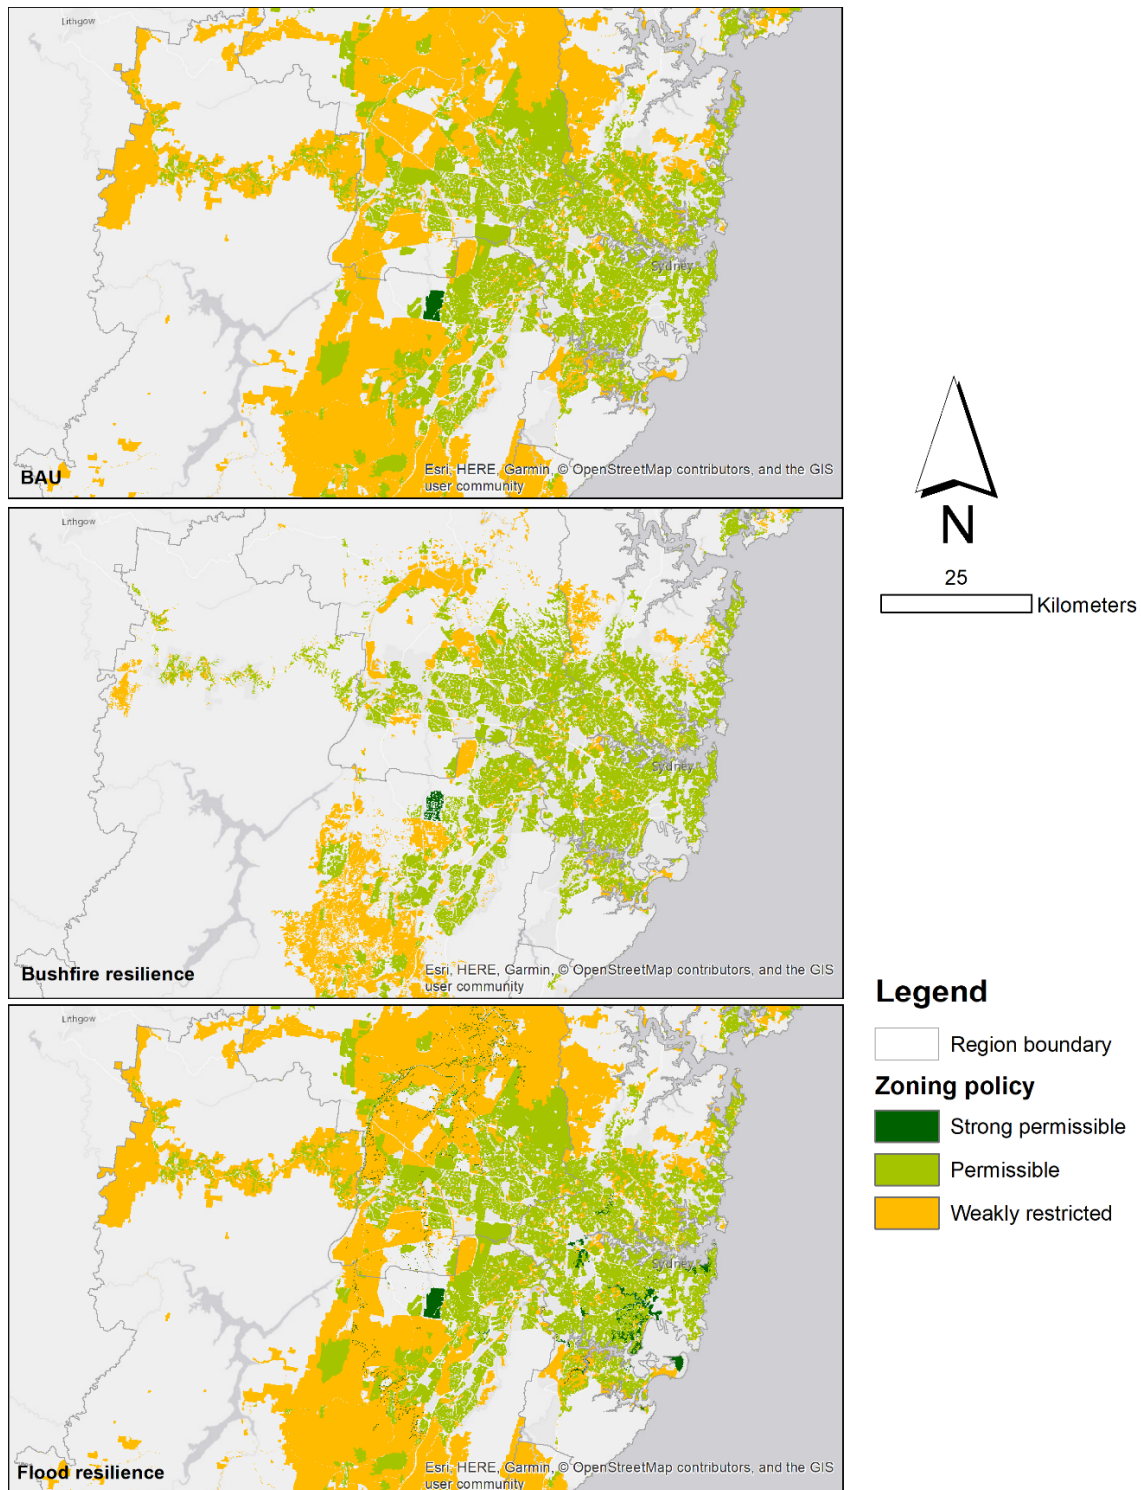 Lithgow
Sydney
BAU
Esri, HERE, Garmin, © OpenStreetMap contributors, and the GIS
user community
N
25
Kilometers
Lithgow
Sydney
Bushfire resilience
Esri, HERE, Garmin, © OpenStreetMap contributors, and the GIS
user community
Legend
Region boundary
Zoning policy
Strong permissible
Permissible
Weakly restricted
Lithgow
Sydney
Flood resilience
Esri, HERE, Garmin, © OpenStreetMap contributors, and the GIS
user community